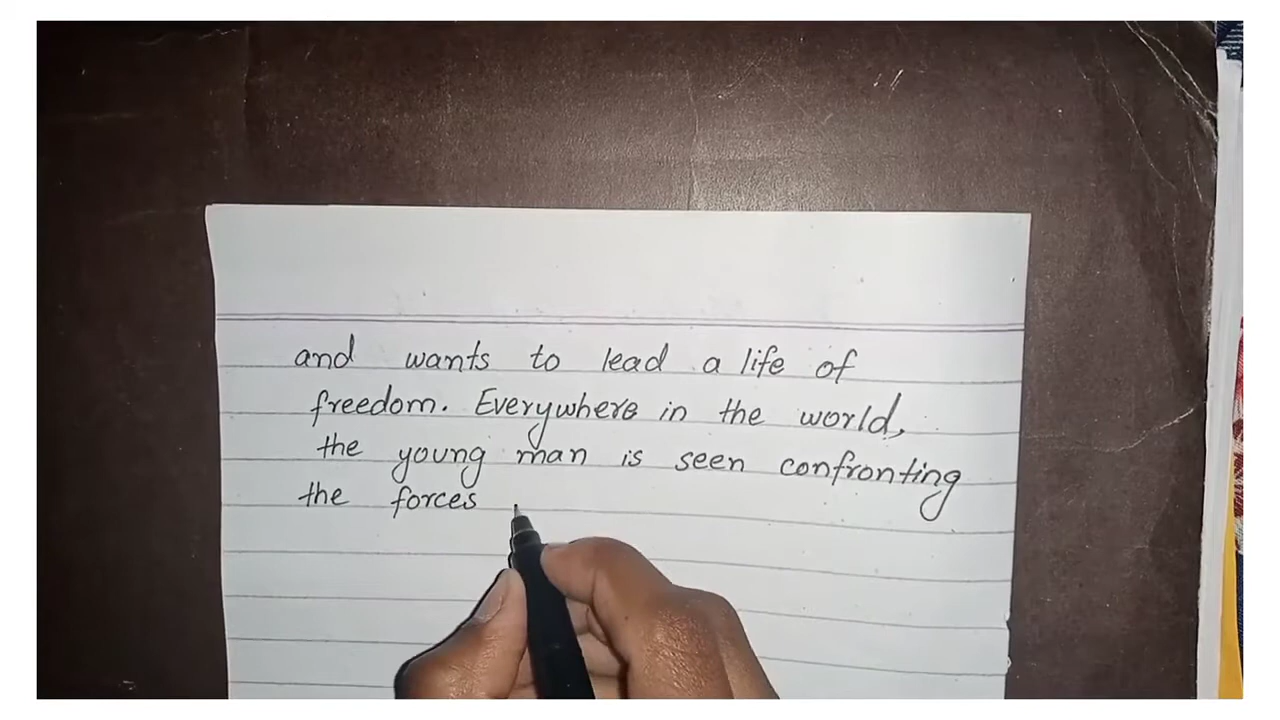 and wants to lead a life of
freedom. Everywhere in the world,
the young man is seen confronting
the forces